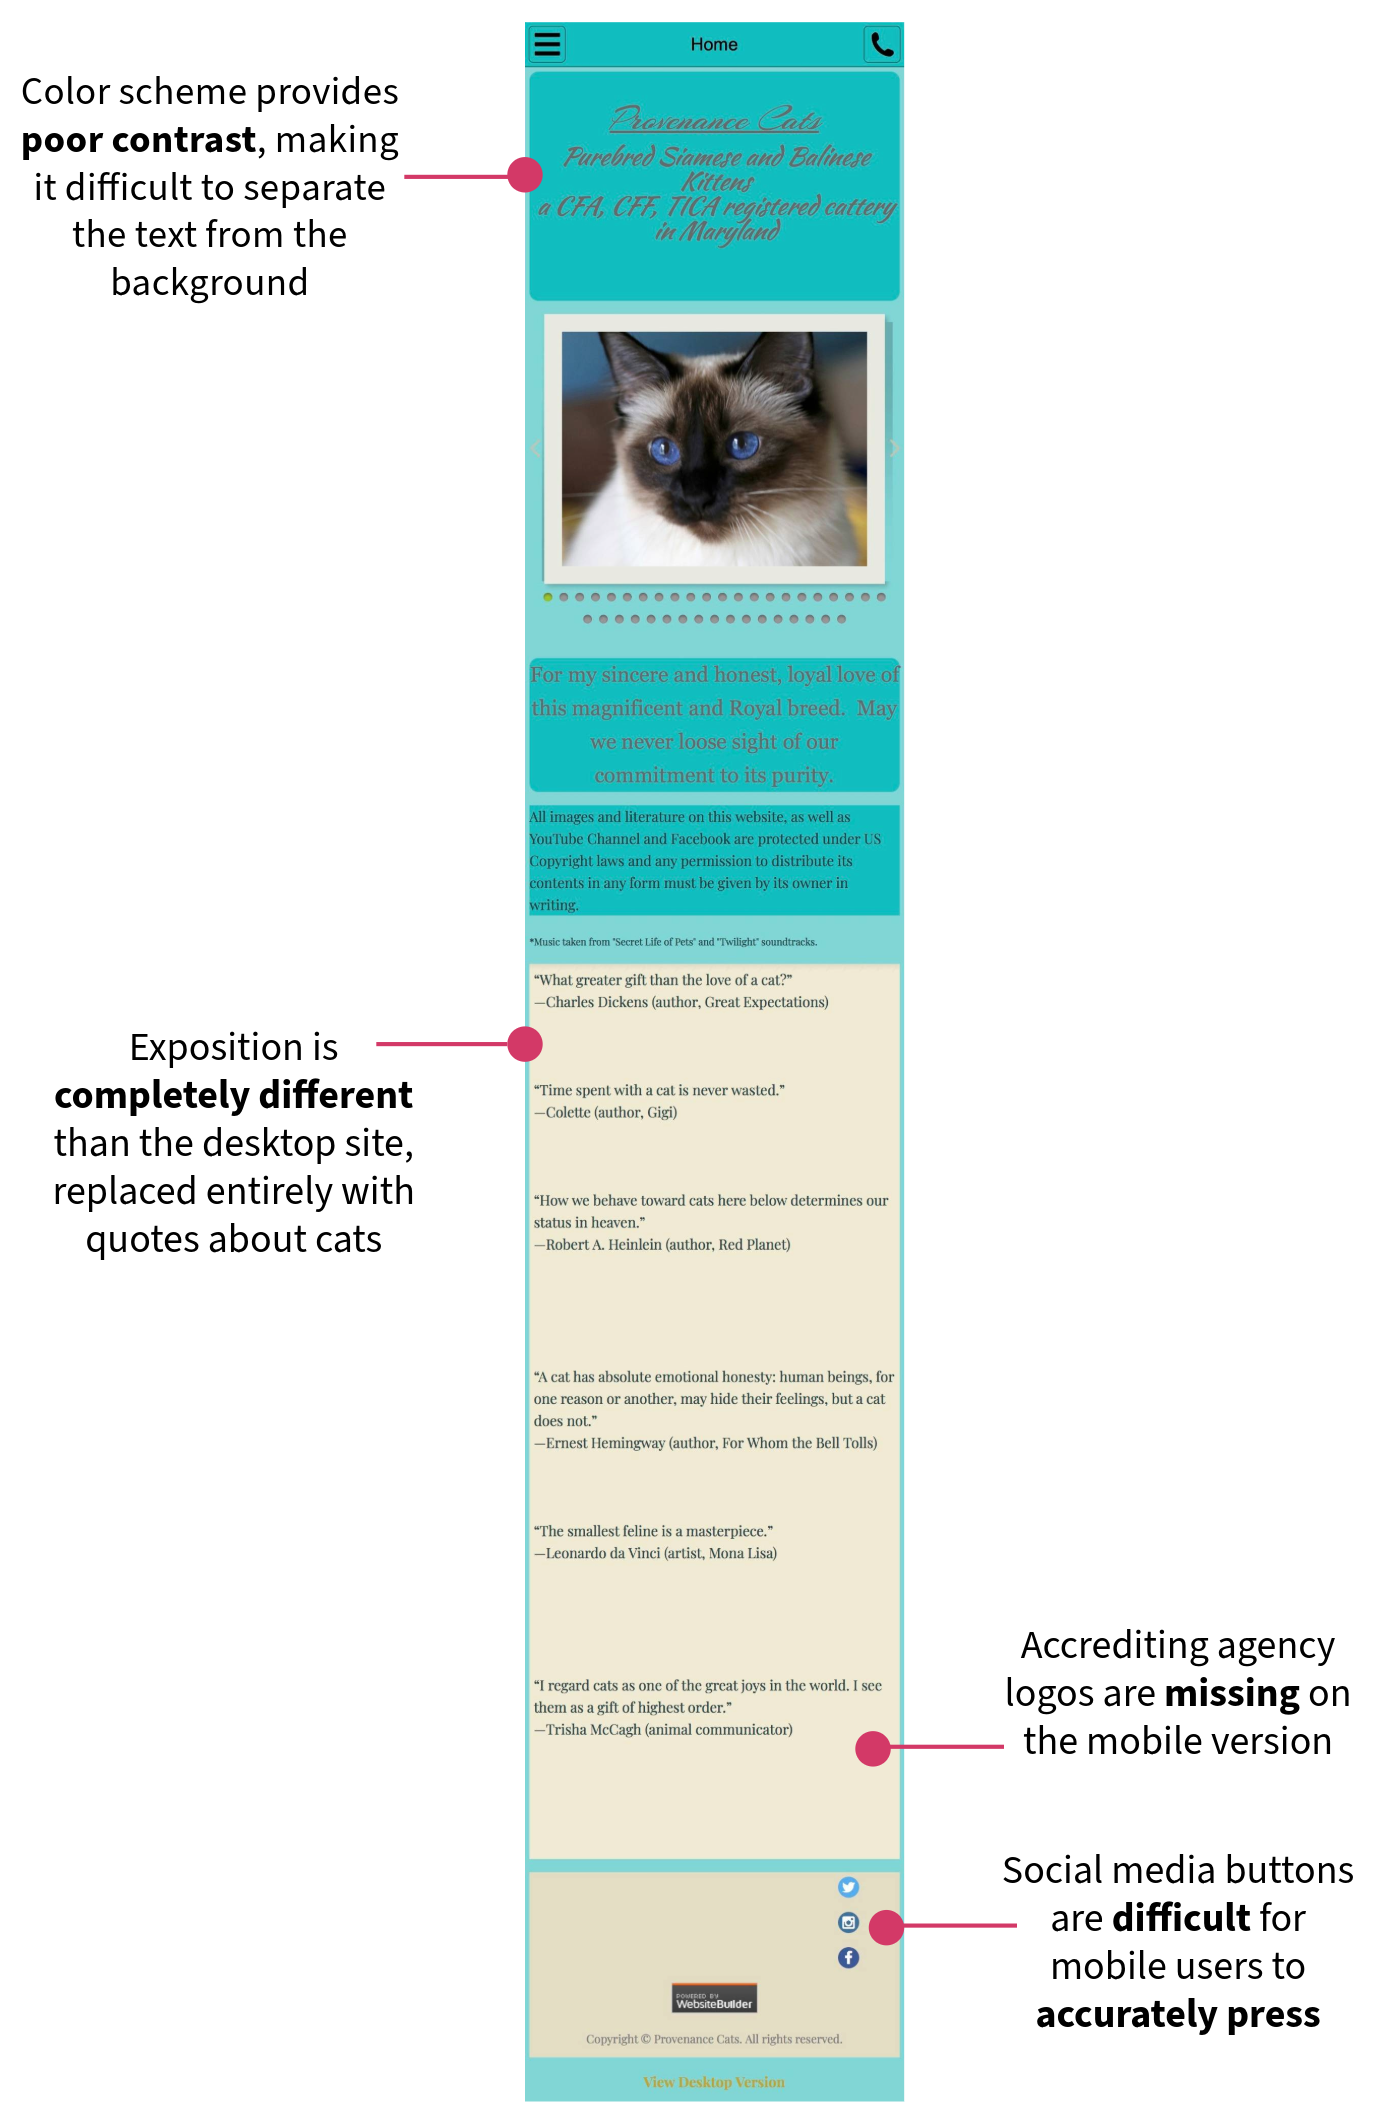 Home
Color scheme provides
poor contrast, making
it difficult to separate
the text from the
background
Provenance Cats
Purebred Siamese and Balinese
Kittens
a CFA, CFF, TICA registered cattery
in Maryland
For my sincere and honest, loyal love of
this magnificent and Royal breed.  May
we never loose sight of our
commitment to its purity.
All images and literature on this website, as well as
YouTube Channel and Facebook are protected under US
Copyright laws and any permission to distribute its
contents in any form must be given by its owner in
writing.
*Music taken from "Secret Life of Pets" and "Twilight" soundtracks.
“What greater gift than the love of a cat?”
—Charles Dickens (author, Great Expectations)
Exposition is
completely different
than the desktop site,
replaced entirely with
quotes about cats
“Time spent with a cat is never wasted.”
—Colette (author, Gigi)
“How we behave toward cats here below determines our
status in heaven.”
—Robert A. Heinlein (author, Red Planet)
“A cat has absolute emotional honesty: human beings, for
one reason or another, may hide their feelings, but a cat
does not.”
—Ernest Hemingway (author, For Whom the Bell Tolls)
“The smallest feline is a masterpiece.”
—Leonardo da Vinci (artist, Mona Lisa)
“I regard cats as one of the great joys in the world. I see
them as a gift of highest order.”
—Trisha McCagh (animal communicator)
Accrediting agency
logos are missing on
the mobile version
Social media buttons
are difficult for
mobile users to
accurately press
POWERED BY
WebsiteBuilder
Copyright © Provenance Cats. All rights reserved.
View Desktop Version